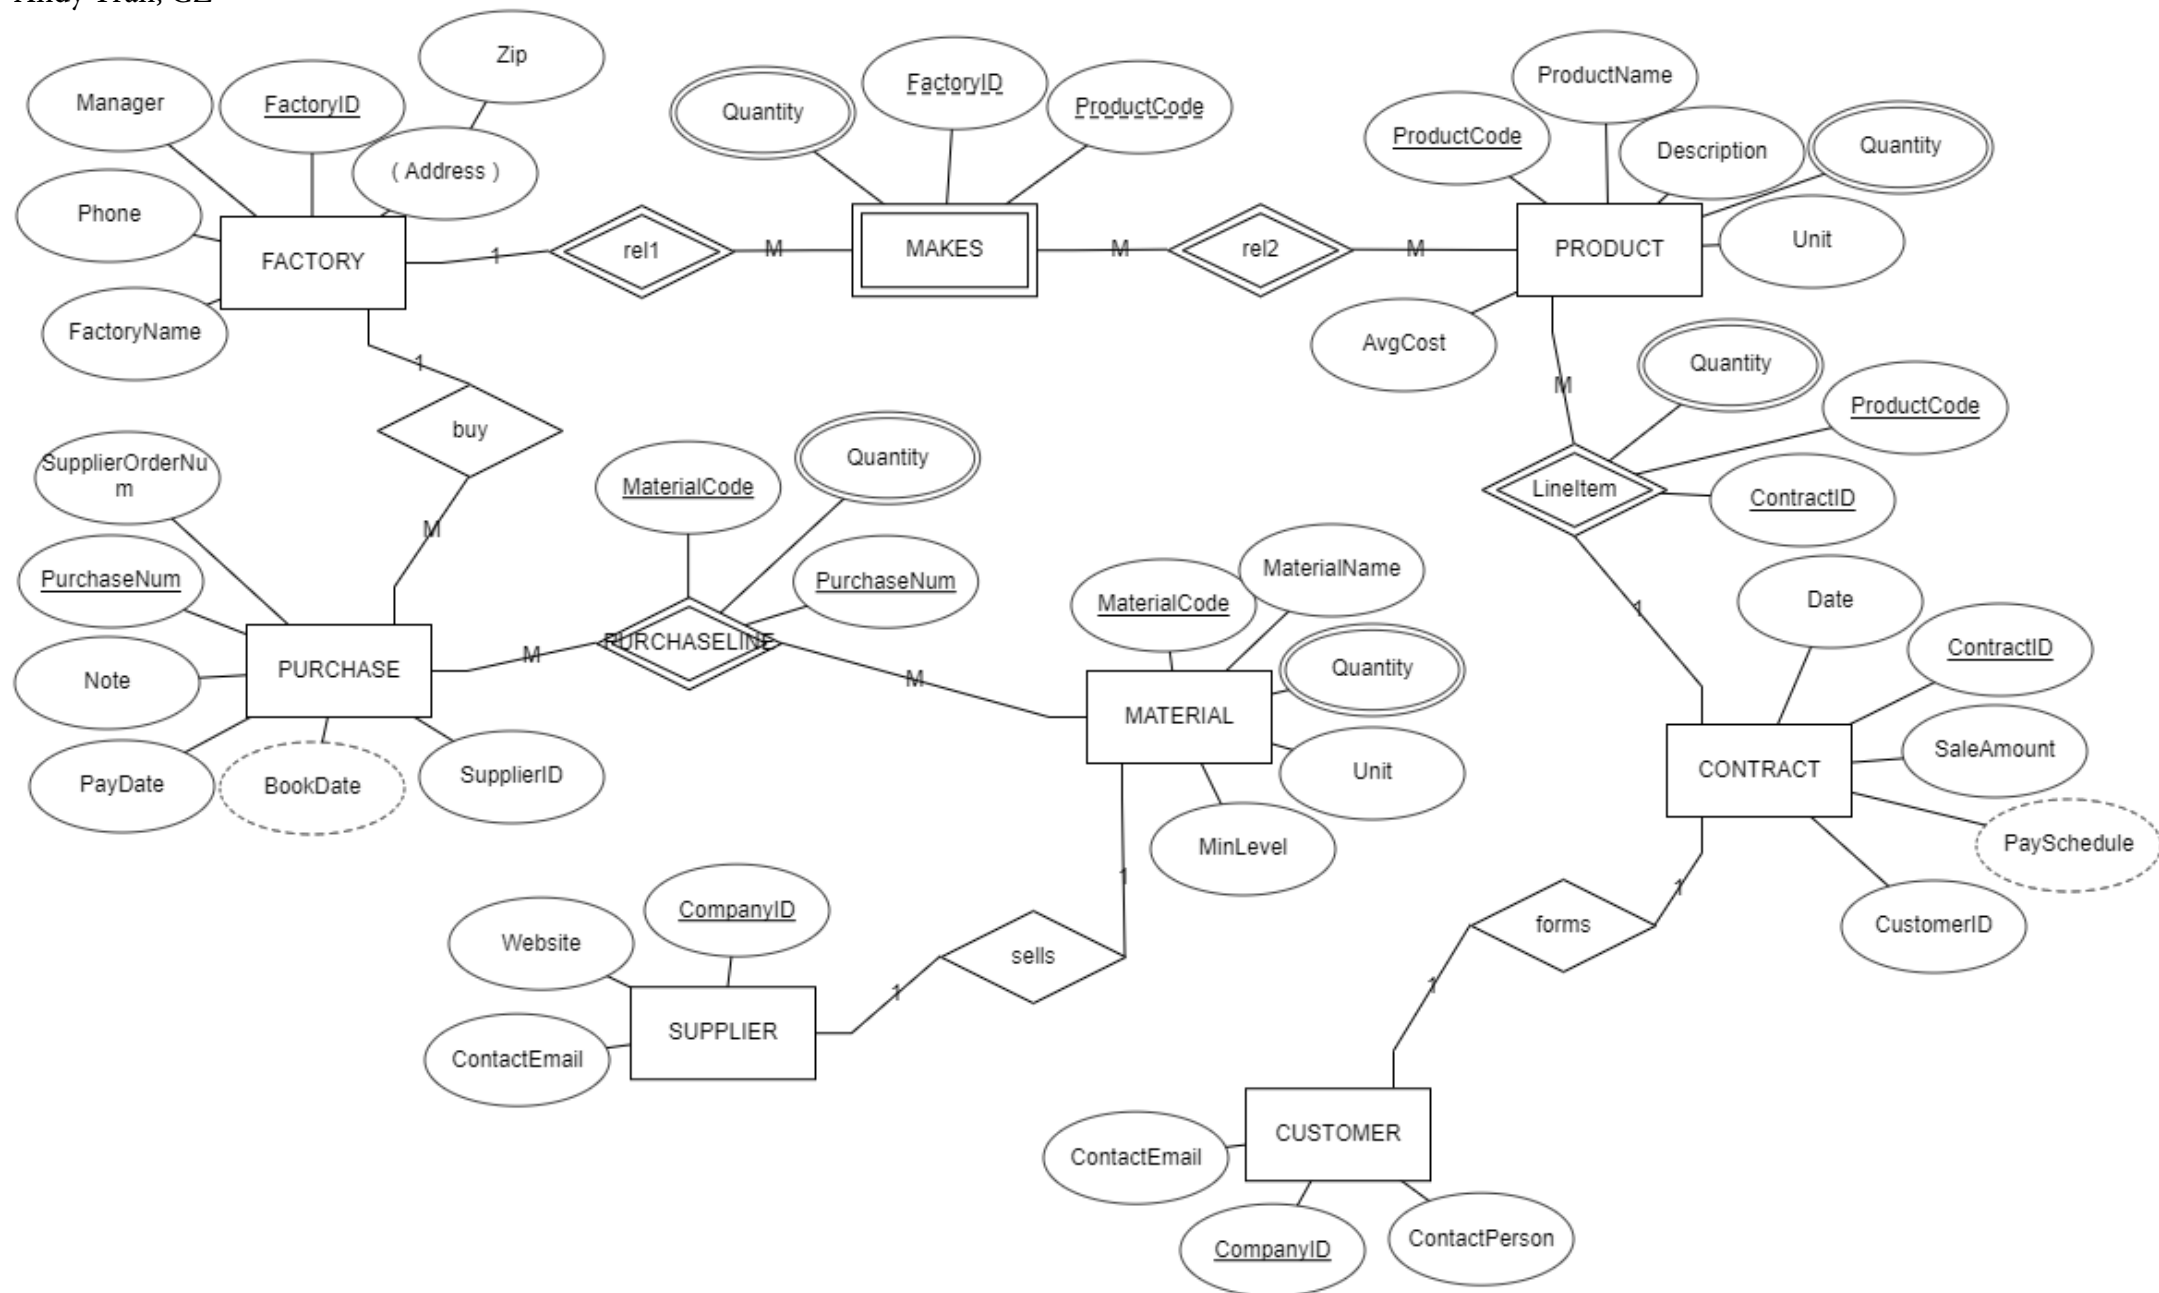 Zip
Manager
FactoryID
( Address )
Phone
FACTORY
FactoryName
1
rel1
M
Quantity
FactoryID
ProductCode
MAKES
M
rel2
M
ProductName
ProductCode
Description
Quantity
Unit
PRODUCT
AvgCost
1
buy
M
M
Quantity
ProductCode
LineItem
ContractID
1
SupplierOrderNu
m
PurchaseNum
Note
PURCHASE
PayDate
BookDate
SupplierID
M
MaterialCode
Quantity
PurchaseNum
PURCHASELINE
M
MaterialCode
MaterialName
Quantity
MATERIAL
Unit
MinLevel
Date
ContractID
SaleAmount
CONTRACT
PaySchedule
CustomerID
1
sells
1
Website
CompanyID
SUPPLIER
ContactEmail
1
forms
1
CUSTOMER
ContactEmail
CompanyID
ContactPerson